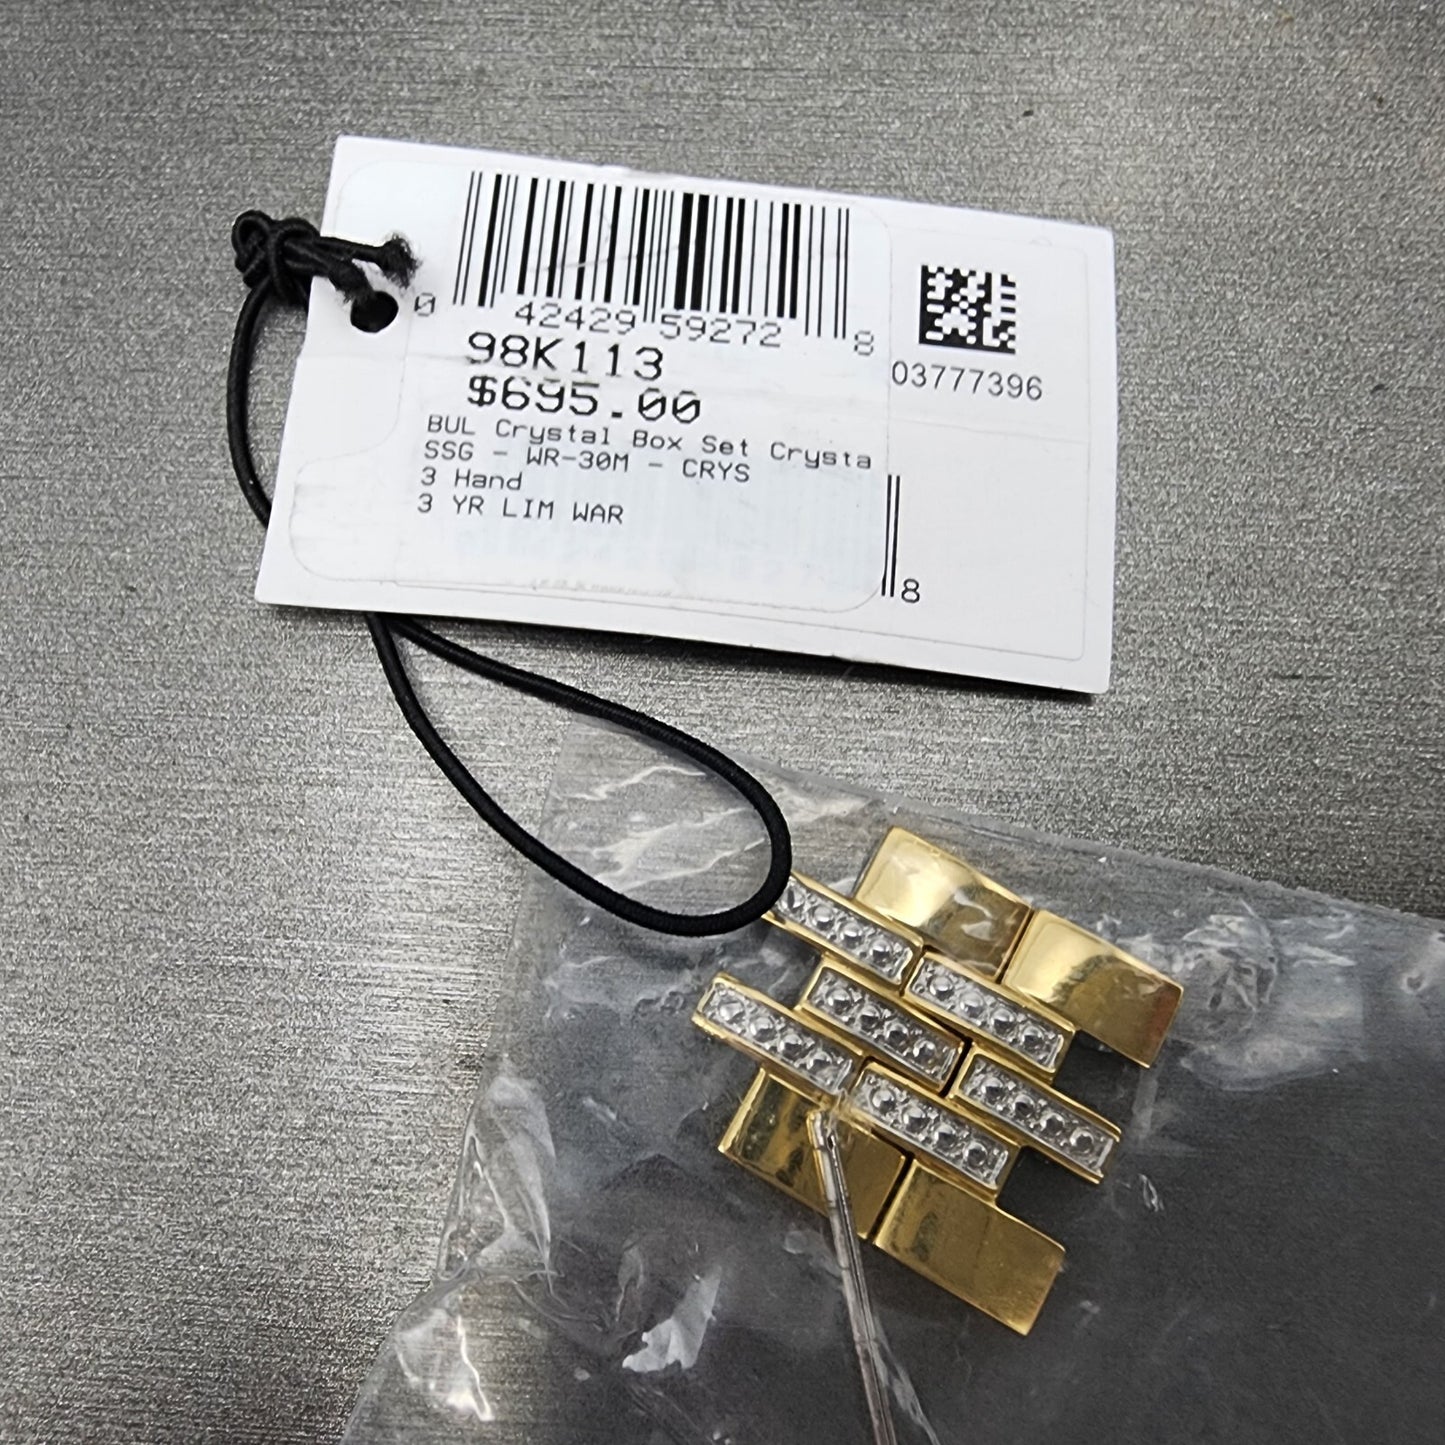 0 42429 59272 8
98K113
$695.00
BUL Crystal Box Set Crysta
SSG - WR-30M - CRYS
3 Hand
3 YR LIM WAR
03777396
8